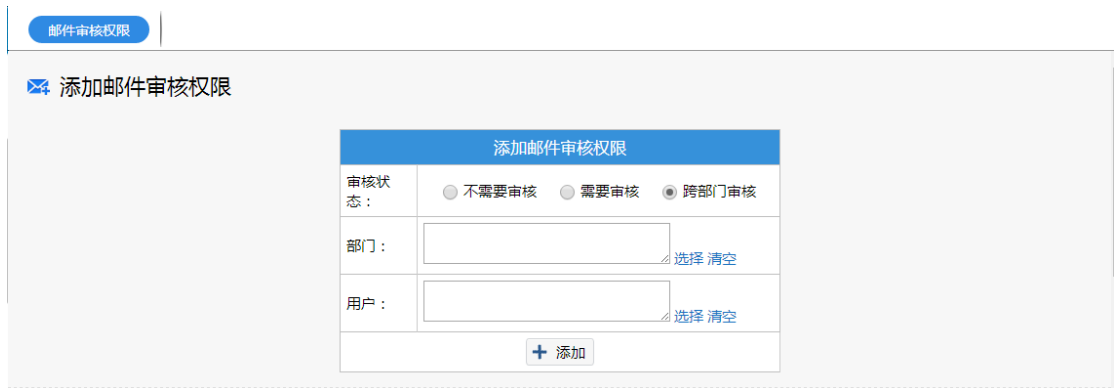 邮件审核权限
添加邮件审核权限
添加邮件审核权限
审核状
态：
不需要审核 需要审核 跨部门审核
部门：
选择 清空
用户：
选择 清空
添加